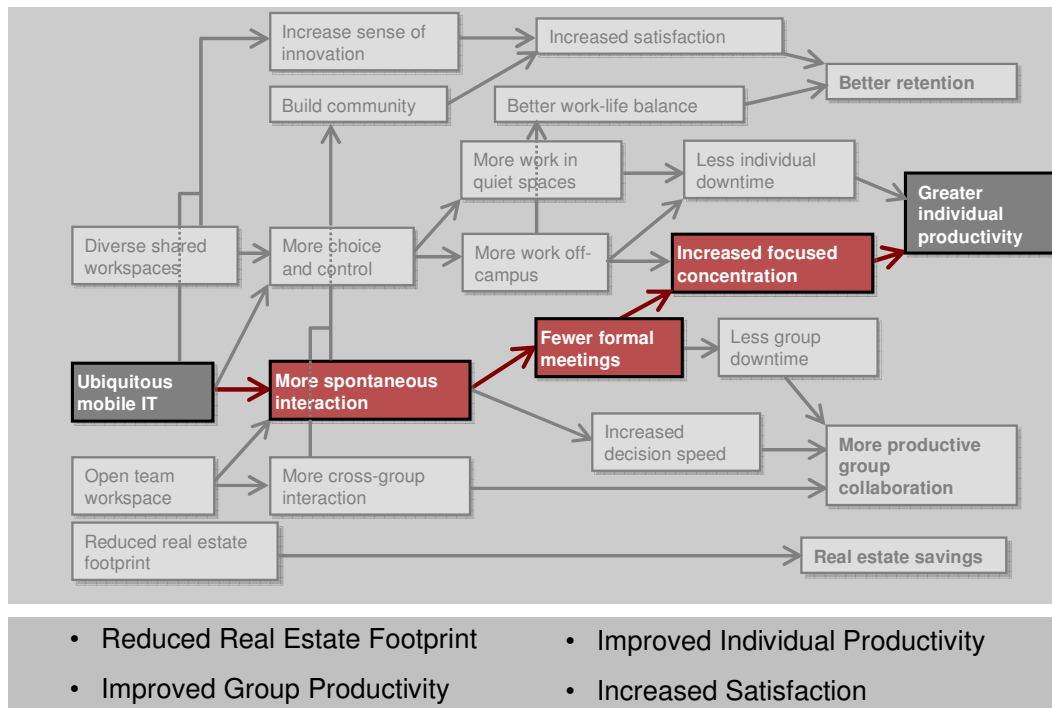 Increase sense of
innovation
Increased satisfaction
Better retention
Build community
Better work-life balance
More work in
quiet spaces
Less individual
downtime
Greater
individual
productivity
Diverse shared
workspaces
More choice
and control
More work off-
campus
Increased focused
concentration
Fewer formal
meetings
Less group
downtime
Ubiquitous
mobile IT
More spontaneous
interaction
Increased
decision speed
More productive
group
collaboration
Open team
workspace
More cross-group
interaction
Reduced real estate
footprint
Real estate savings
• Reduced Real Estate Footprint
• Improved Group Productivity
• Improved Individual Productivity
• Increased Satisfaction